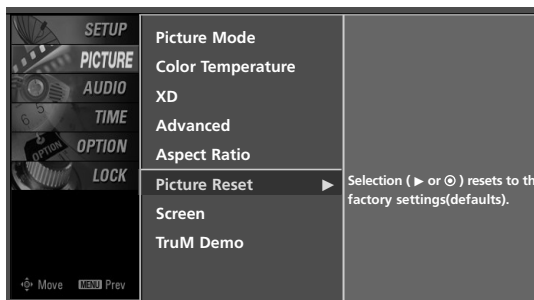 SETUP
PICTURE
AUDIO
TIME
OPTION
LOCK
Move MENU Prev
Picture Mode
Color Temperature
XD
Advanced
Aspect Ratio
Picture Reset ▶
Screen
TruM Demo
Selection ( ▶ or ◉ ) resets to th
factory settings(defaults).